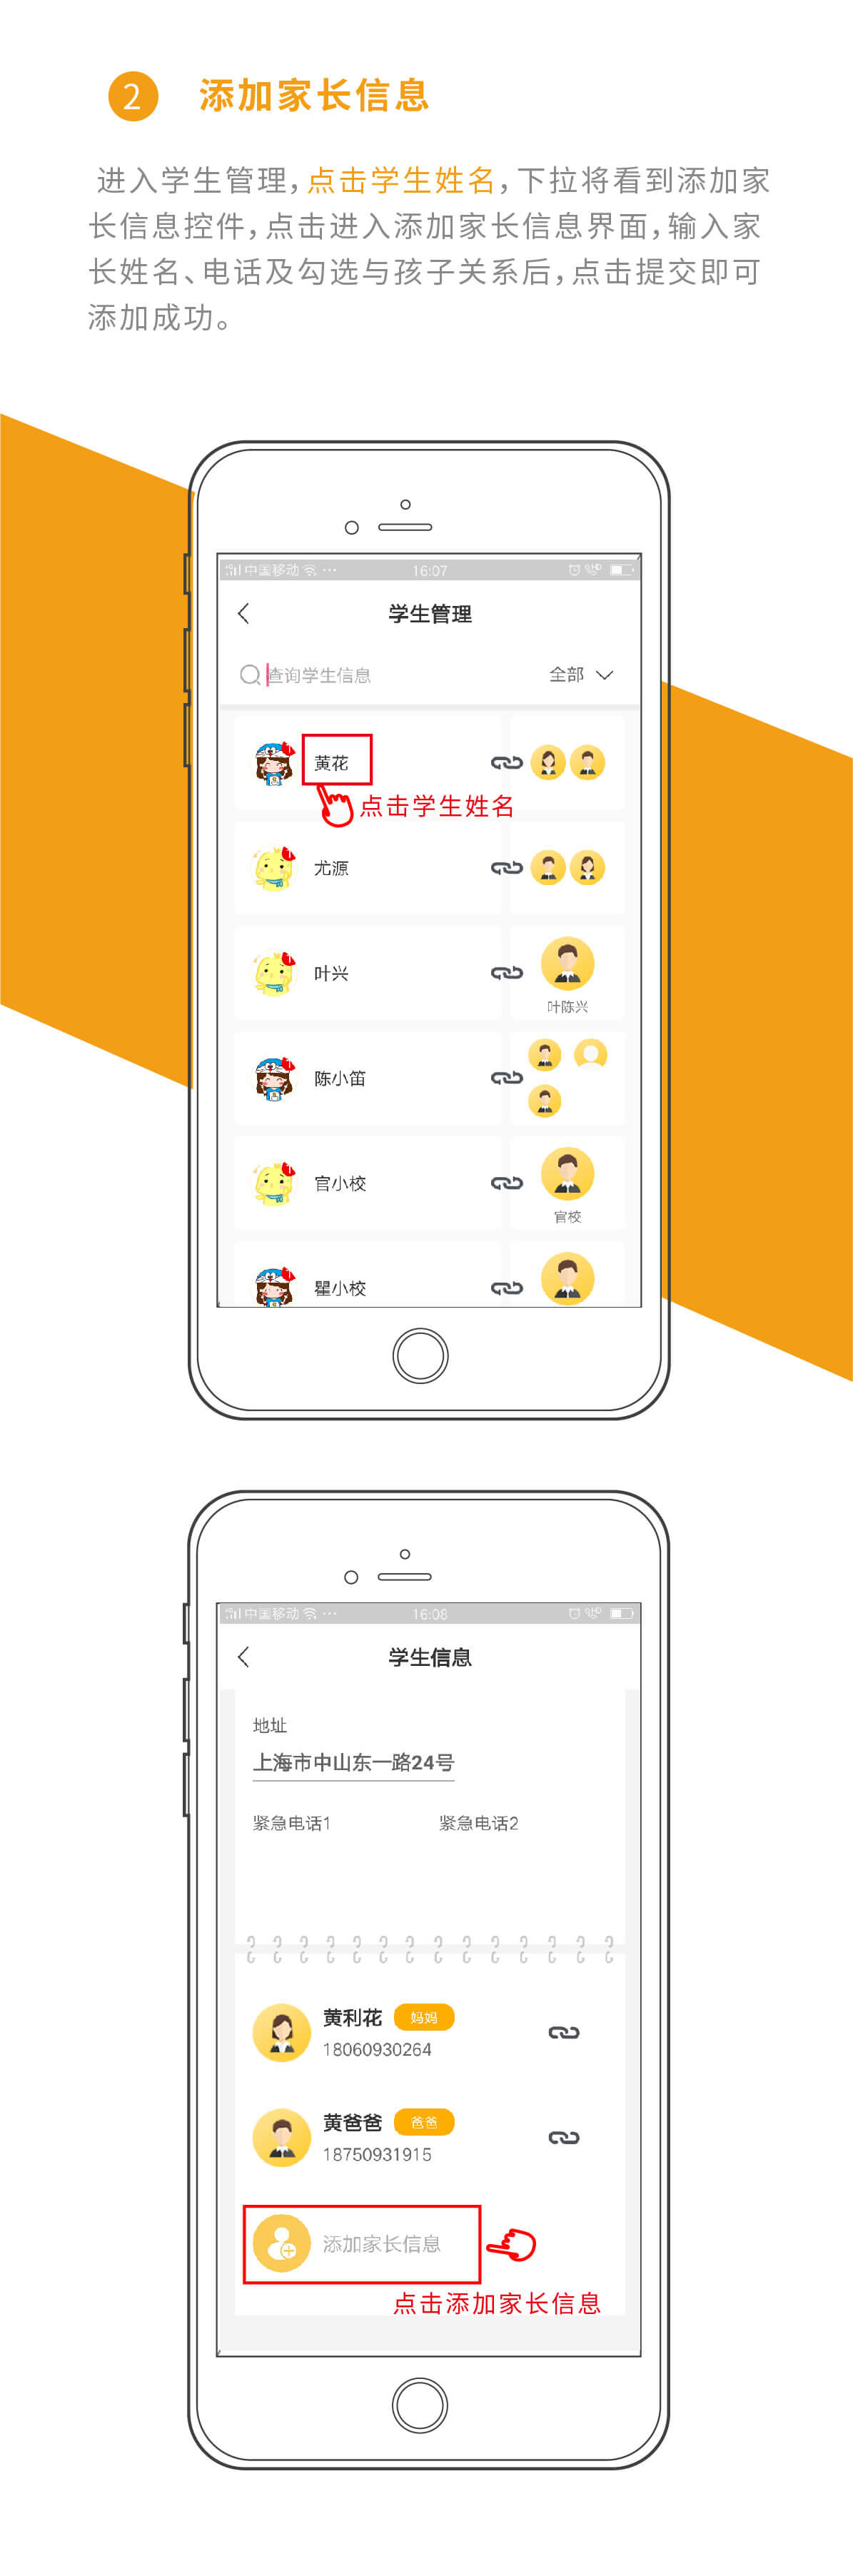 2 添加家长信息
进入学生管理，点击学生姓名，下拉将看到添加家
长信息控件，点击进入添加家长信息界面，输入家
长姓名、电话及勾选与孩子关系后，点击提交即可
添加成功。
中国移动 ··· 16:07
学生管理
查询学生信息 全部
黄花
点击学生姓名
尤源
叶兴
叶陈兴
陈小笛
官小校
官校
瞿小校
中国移动 ··· 16:08
学生信息
地址
上海市中山东一路24号
紧急电话1 紧急电话2
黄利花 妈妈
18060930264
黄爸爸 爸爸
18750931915
添加家长信息
点击添加家长信息